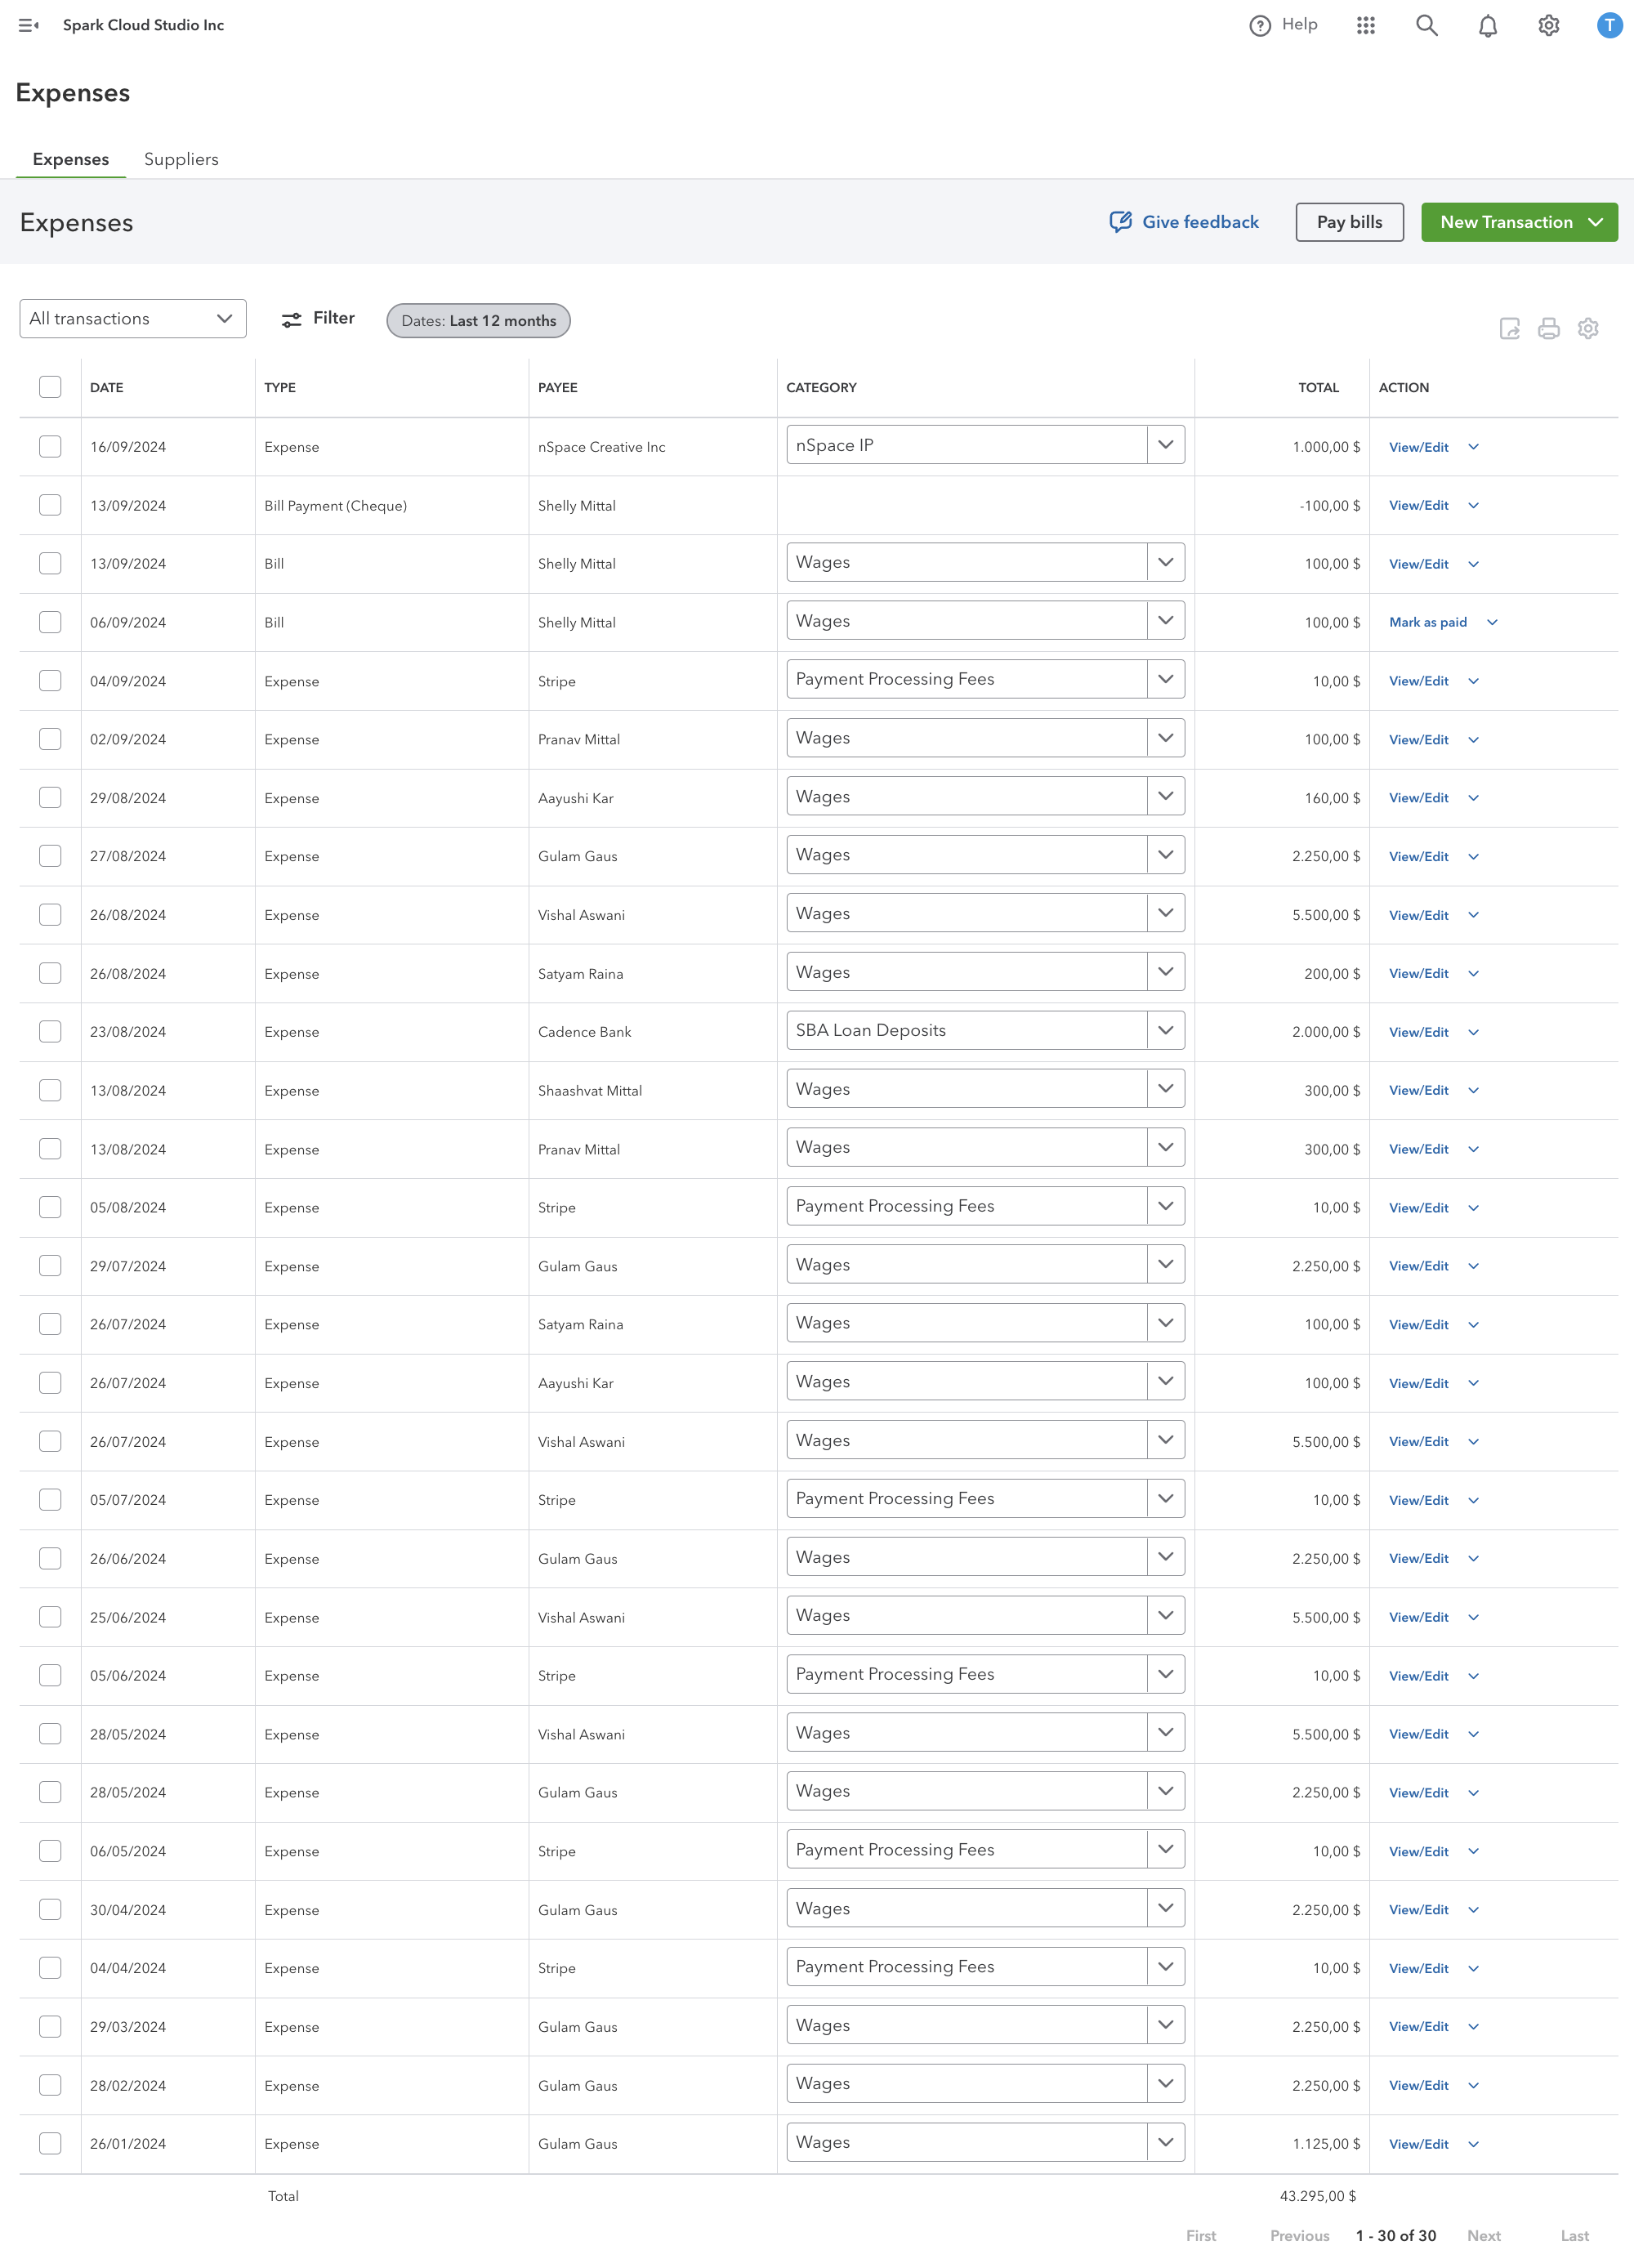 Spark Cloud Studio Inc
Help
T
Expenses
Expenses Suppliers
Expenses
Give feedback
Pay bills
New Transaction
All transactions
Filter
Dates: Last 12 months
DATE TYPE PAYEE CATEGORY TOTAL ACTION
16/09/2024 Expense nSpace Creative Inc nSpace IP 1.000,00 $ View/Edit
13/09/2024 Bill Payment (Cheque) Shelly Mittal -100,00 $ View/Edit
13/09/2024 Bill Shelly Mittal Wages 100,00 $ View/Edit
06/09/2024 Bill Shelly Mittal Wages 100,00 $ Mark as paid
04/09/2024 Expense Stripe Payment Processing Fees 10,00 $ View/Edit
02/09/2024 Expense Pranav Mittal Wages 100,00 $ View/Edit
29/08/2024 Expense Aayushi Kar Wages 160,00 $ View/Edit
27/08/2024 Expense Gulam Gaus Wages 2.250,00 $ View/Edit
26/08/2024 Expense Vishal Aswani Wages 5.500,00 $ View/Edit
26/08/2024 Expense Satyam Raina Wages 200,00 $ View/Edit
23/08/2024 Expense Cadence Bank SBA Loan Deposits 2.000,00 $ View/Edit
13/08/2024 Expense Shaashvat Mittal Wages 300,00 $ View/Edit
13/08/2024 Expense Pranav Mittal Wages 300,00 $ View/Edit
05/08/2024 Expense Stripe Payment Processing Fees 10,00 $ View/Edit
29/07/2024 Expense Gulam Gaus Wages 2.250,00 $ View/Edit
26/07/2024 Expense Satyam Raina Wages 100,00 $ View/Edit
26/07/2024 Expense Aayushi Kar Wages 100,00 $ View/Edit
26/07/2024 Expense Vishal Aswani Wages 5.500,00 $ View/Edit
05/07/2024 Expense Stripe Payment Processing Fees 10,00 $ View/Edit
26/06/2024 Expense Gulam Gaus Wages 2.250,00 $ View/Edit
25/06/2024 Expense Vishal Aswani Wages 5.500,00 $ View/Edit
05/06/2024 Expense Stripe Payment Processing Fees 10,00 $ View/Edit
28/05/2024 Expense Vishal Aswani Wages 5.500,00 $ View/Edit
28/05/2024 Expense Gulam Gaus Wages 2.250,00 $ View/Edit
06/05/2024 Expense Stripe Payment Processing Fees 10,00 $ View/Edit
30/04/2024 Expense Gulam Gaus Wages 2.250,00 $ View/Edit
04/04/2024 Expense Stripe Payment Processing Fees 10,00 $ View/Edit
29/03/2024 Expense Gulam Gaus Wages 2.250,00 $ View/Edit
28/02/2024 Expense Gulam Gaus Wages 2.250,00 $ View/Edit
26/01/2024 Expense Gulam Gaus Wages 1.125,00 $ View/Edit
Total 43.295,00 $
First Previous 1 - 30 of 30 Next Last